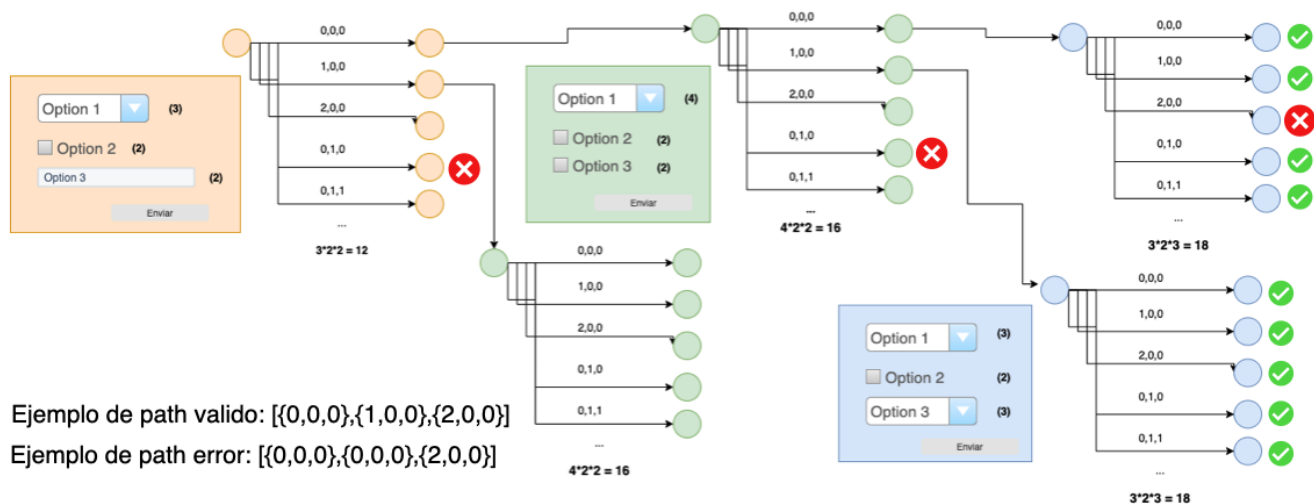 0,0,0
1,0,0
2,0,0
0,1,0
0,1,1
...
3*2*2 = 12
Option 1
(3)
Option 2
(2)
Option 3
(2)
Enviar
0,0,0
1,0,0
2,0,0
0,1,0
0,1,1
...
4*2*2 = 16
Option 1
(4)
Option 2
(2)
Option 3
(2)
Enviar
0,0,0
1,0,0
2,0,0
0,1,0
0,1,1
...
3*2*3 = 18
0,0,0
1,0,0
2,0,0
0,1,0
0,1,1
...
4*2*2 = 16
Option 1
(3)
Option 2
(2)
Option 3
(3)
Enviar
0,0,0
1,0,0
2,0,0
0,1,0
0,1,1
...
3*2*3 = 18
Ejemplo de path valido: [{0,0,0},{1,0,0},{2,0,0}]
Ejemplo de path error: [{0,0,0},{0,0,0},{2,0,0}]